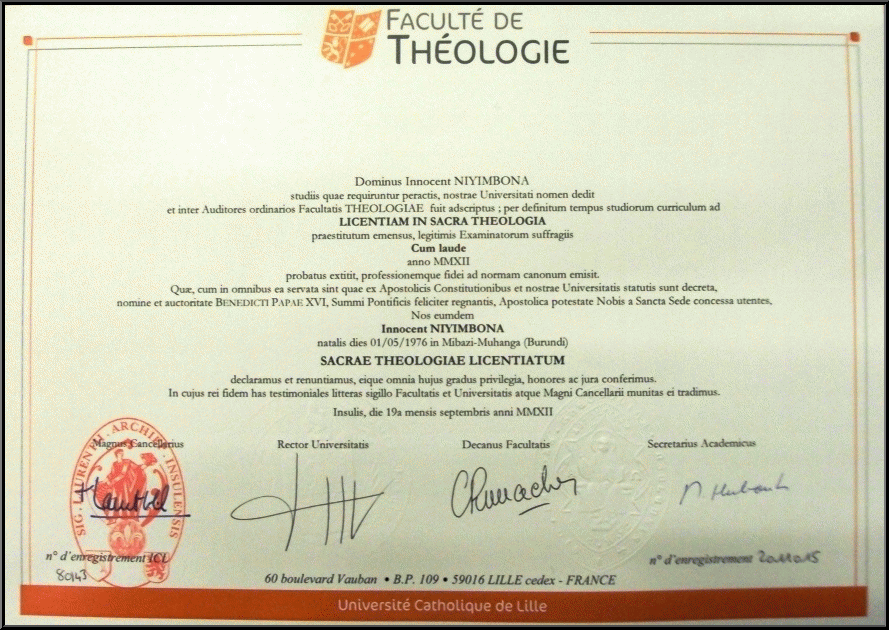 FACULTÉ DE
THÉOLOGIE
Dominus Innocent NIYIMBONA
studiis quae requiruntur peractis, nostrae Universitati nomen dedit
et inter Auditores ordinarios Facultatis THEOLOGIAE fuit adscriptus ; per definitum tempus studiorum curriculum ad
LICENTIAM IN SACRA THEOLOGIA
praestitutum emensus, legitimis Examinatorum suffragiis
Cum laude
anno MMXII
probatus extitit, professionemque fidei ad normam canonum emisit.
Quæ, cum in omnibus ea servata sint quae ex Apostolicis Constitutionibus et nostrae Universitatis statutis sunt decreta,
nomine et auctoritate BENEDICTI PAPAE XVI, Summi Pontificis feliciter regnantis, Apostolica potestate Nobis a Sancta Sede concessa utentes,
Nos eumdem
Innocent NIYIMBONA
natalis dies 01/05/1976 in Mibazi-Muhanga (Burundi)
SACRAE THEOLOGIAE LICENTIATUM
declaramus et renuntiamus, eique omnia hujus gradus privilegia, honores ac jura conferimus.
In cujus rei fidem has testimoniales litteras sigillo Facultatis et Universitatis atque Magni Cancellarii munitas ei tradimus.
Insulis, die 19a mensis septembris anni MMXII
Magnus Cancellarius Rector Universitatis Decanus Facultatis Secretarius Academicus
SIG. LAURENTII ARCHIEP. INSULENSIS
n° d'enregistrement ICL n° d'enregistrement 2011015
80143
60 boulevard Vauban • B.P. 109 • 59016 LILLE cedex - FRANCE
Université Catholique de Lille